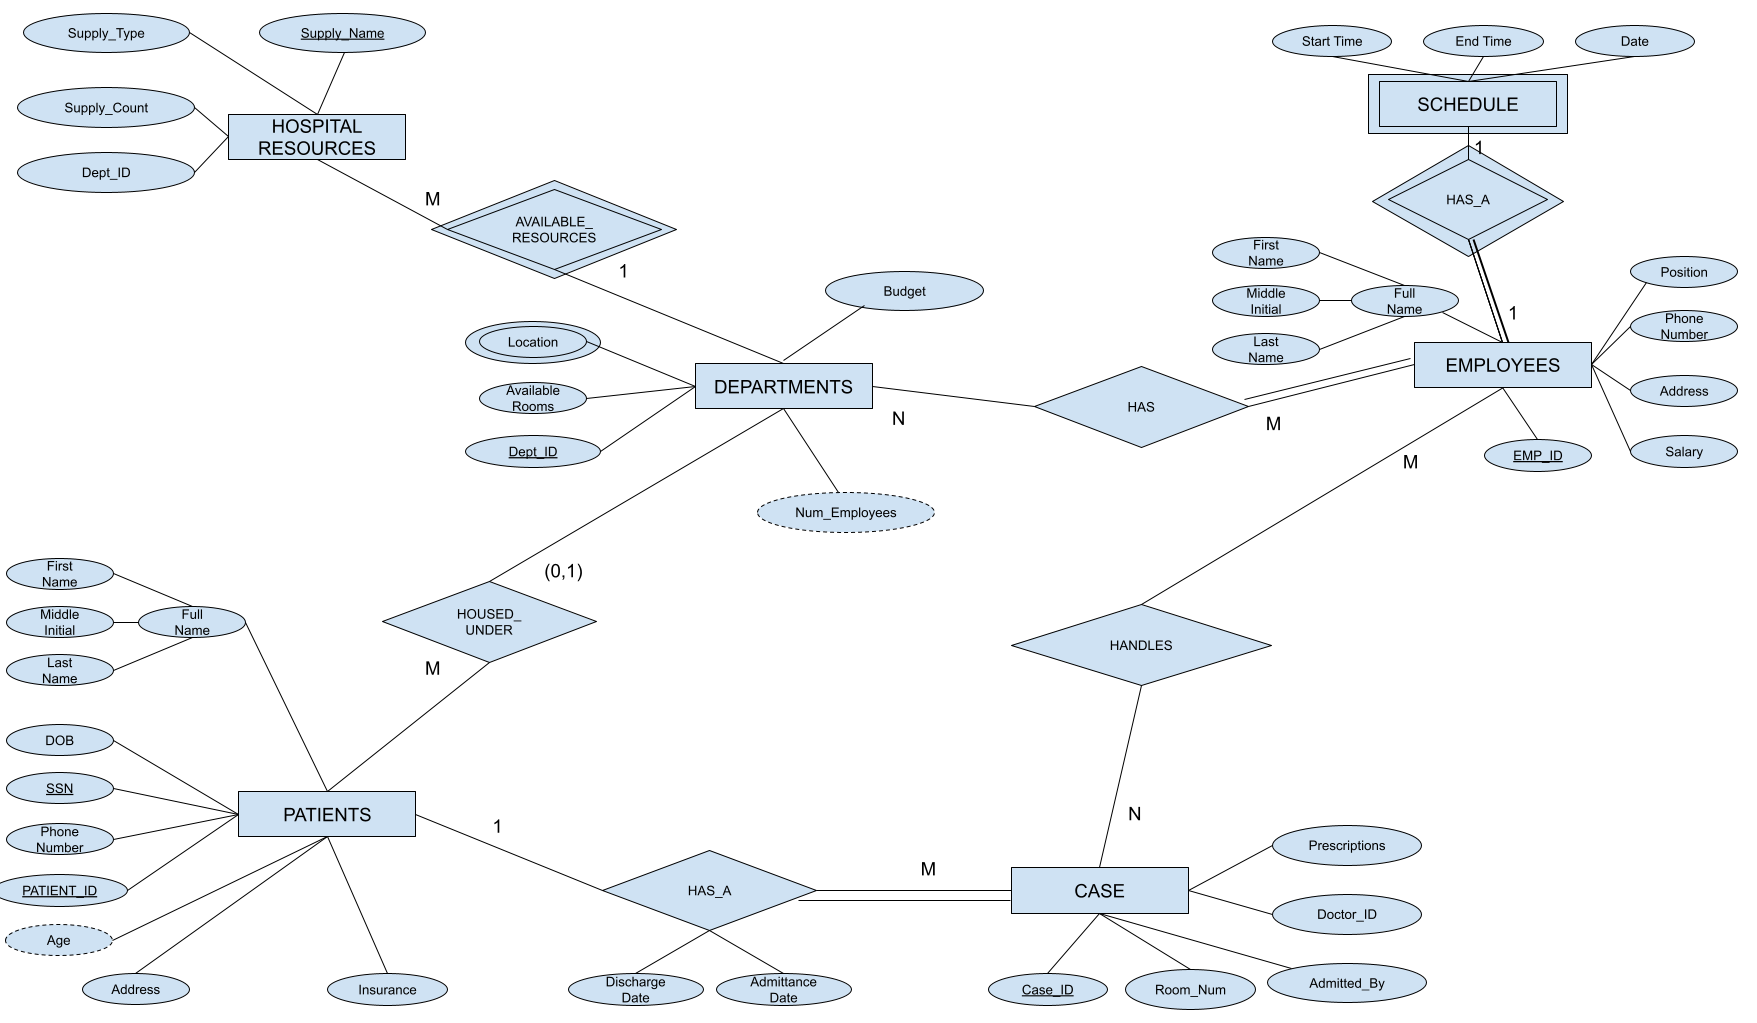 Supply_Type
Supply_Name
Start Time
End Time
Date
Supply_Count
HOSPITAL
RESOURCES
SCHEDULE
Dept_ID
1
M
AVAILABLE_
RESOURCES
HAS_A
1
First
Name
Middle
Initial
Last
Name
Full
Name
Position
Phone
Number
Address
Salary
1
Budget
Location
Available
Rooms
Dept_ID
DEPARTMENTS
N
HAS
M
EMPLOYEES
EMP_ID
M
Num_Employees
(0,1)
HOUSED_
UNDER
M
HANDLES
First
Name
Middle
Initial
Last
Name
Full
Name
DOB
SSN
Phone
Number
PATIENT_ID
Age
Address
Insurance
PATIENTS
1
HAS_A
M
N
CASE
Prescriptions
Doctor_ID
Discharge
Date
Admittance
Date
Case_ID
Room_Num
Admitted_By